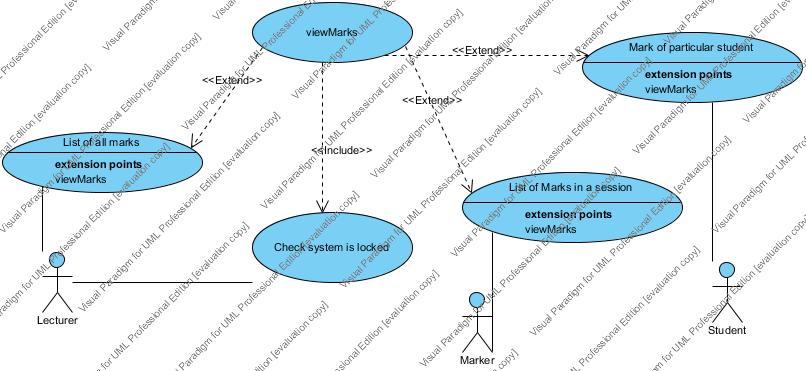 viewMarks
<<Extend>>
Mark of particular student
extension points
viewMarks
<<Extend>>
<<Extend>>
List of all marks
extension points
viewMarks
<<Include>>
List of Marks in a session
extension points
viewMarks
Check system is locked
Lecturer
Student
Marker
Visual Paradigm for UML Professional Edition [evaluation copy]